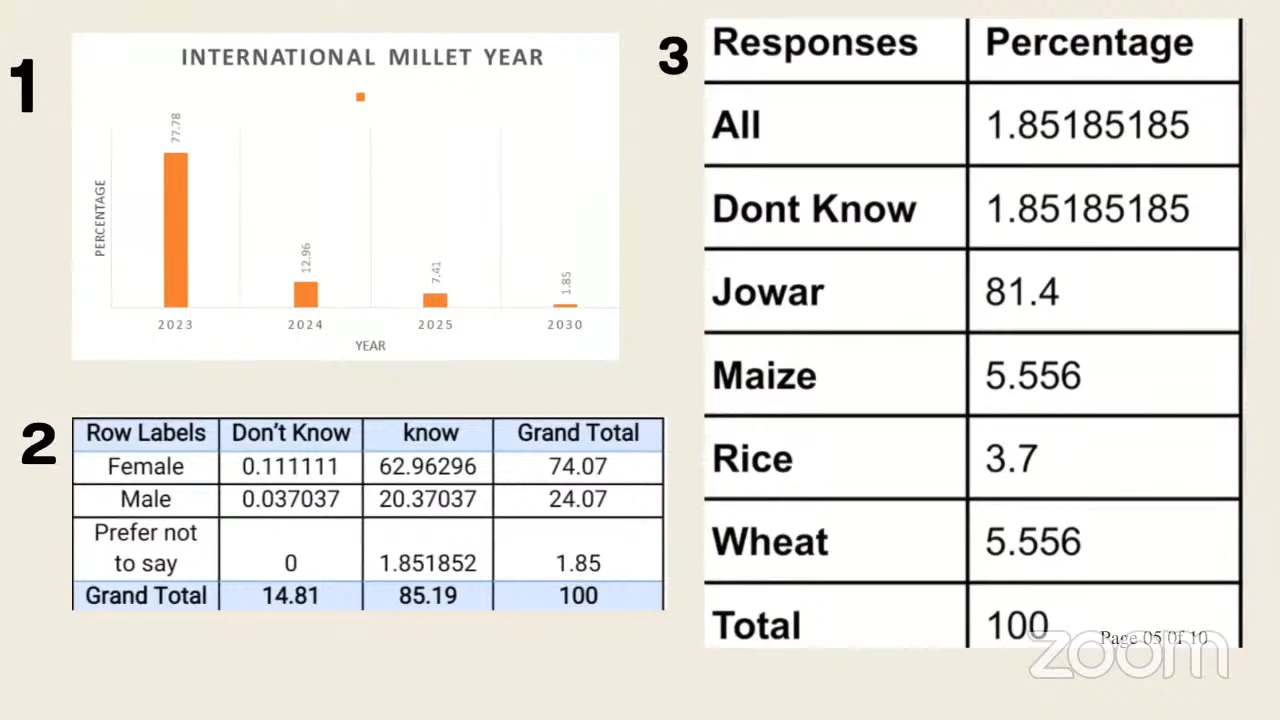 1
INTERNATIONAL MILLET YEAR
PERCENTAGE
77.78
12.96
7.41
1.85
2023 2024 2025 2030
YEAR
2
Row Labels Don't Know know Grand Total
Female 0.111111 62.96296 74.07
Male 0.037037 20.37037 24.07
Prefer not
to say 0 1.851852 1.85
Grand Total 14.81 85.19 100
3
Responses Percentage
All 1.85185185
Dont Know 1.85185185
Jowar 81.4
Maize 5.556
Rice 3.7
Wheat 5.556
Total 100
Page 05 0f 10
zoom